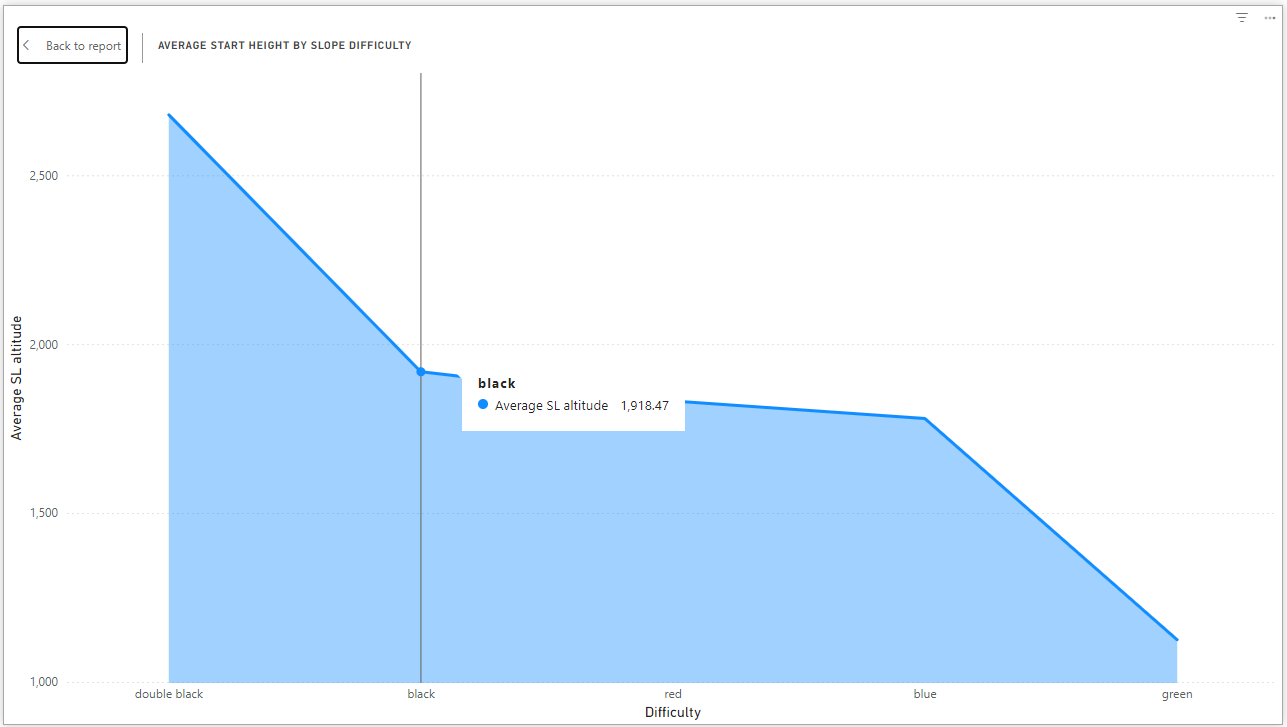 Back to report
AVERAGE START HEIGHT BY SLOPE DIFFICULTY
2,500
2,000
1,500
1,000
Average SL altitude
black
Average SL altitude 1,918.47
double black black red blue green
Difficulty